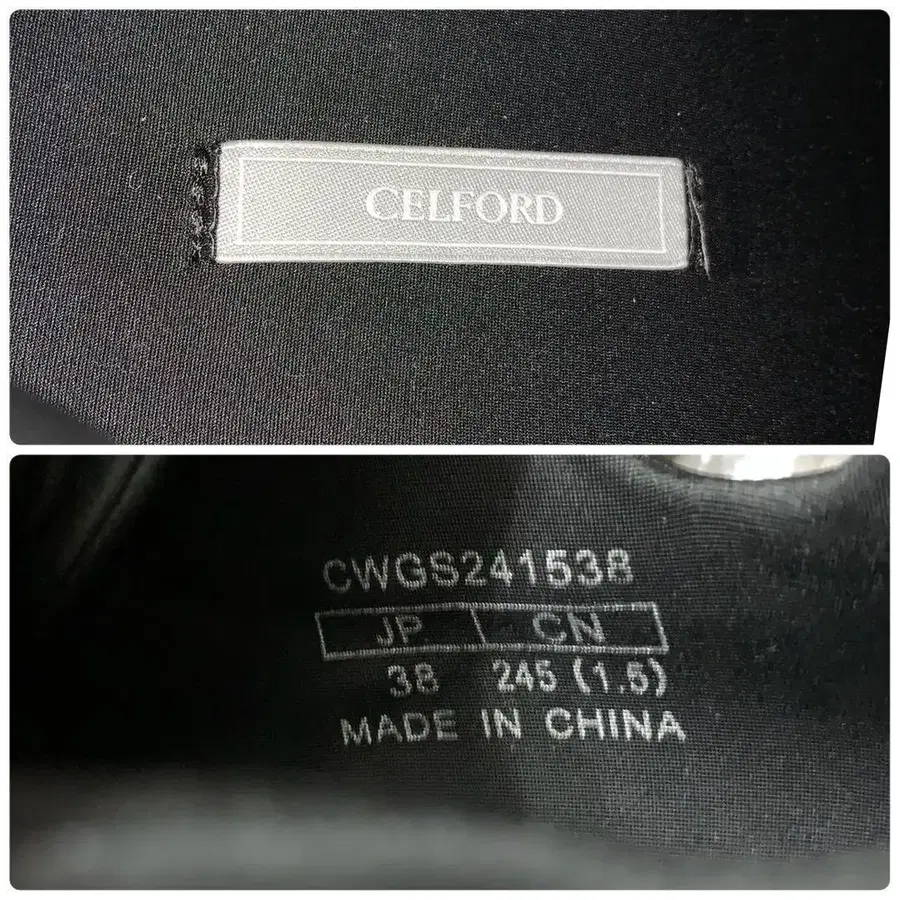 CELFORD
CWGS241538
JP CN
38 245 (1.5)
MADE IN CHINA